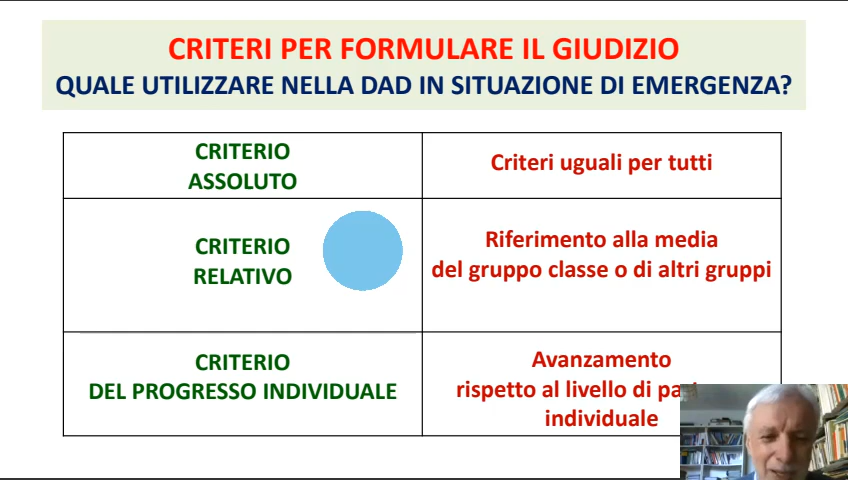 CRITERI PER FORMULARE IL GIUDIZIO
QUALE UTILIZZARE NELLA DAD IN SITUAZIONE DI EMERGENZA?
CRITERIO
ASSOLUTO
Criteri uguali per tutti
CRITERIO
RELATIVO
Riferimento alla media
del gruppo classe o di altri gruppi
CRITERIO
DEL PROGRESSO INDIVIDUALE
Avanzamento
rispetto al livello di
individuale